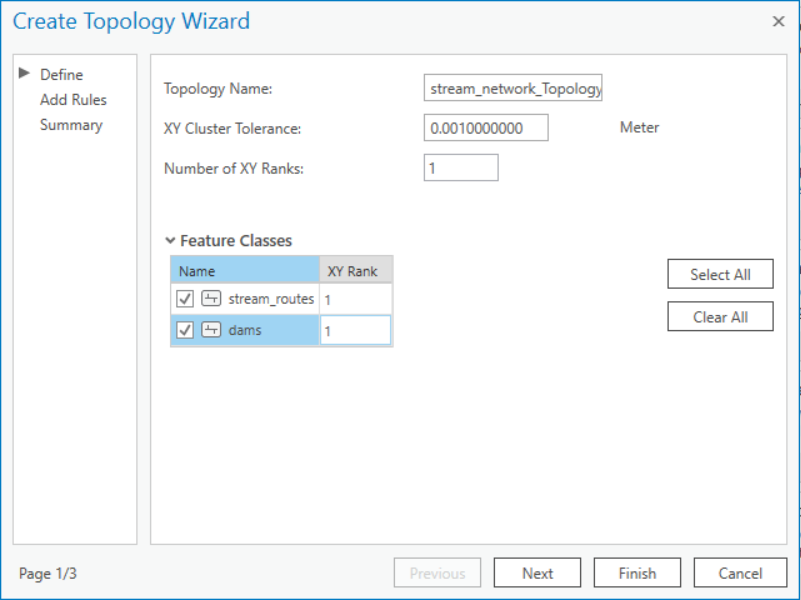 Create Topology Wizard
Define
Add Rules
Summary
Topology Name: stream_network_Topology
XY Cluster Tolerance: 0.0010000000 Meter
Number of XY Ranks: 1
Feature Classes
Name XY Rank
stream_routes 1
dams 1
Select All
Clear All
Page 1/3 Previous Next Finish Cancel